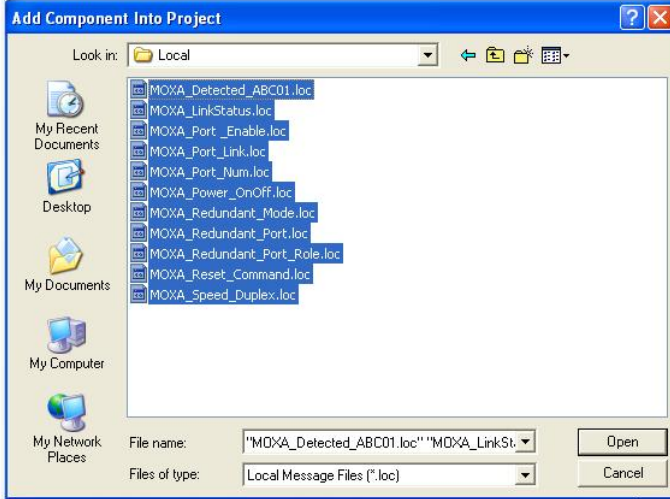 Add Component Into Project
Look in:
Local
MOXA_Detected_ABC01.loc
MOXA_LinkStatus.loc
MOXA_Port _Enable.loc
MOXA_Port_Link.loc
MOXA_Port_Num.loc
MOXA_Power_OnOff.loc
MOXA_Redundant_Mode.loc
MOXA_Redundant_Port.loc
MOXA_Redundant_Port_Role.loc
MOXA_Reset_Command.loc
MOXA_Speed_Duplex.loc
My Recent
Documents
Desktop
My Documents
My Computer
My Network
Places
File name:
"MOXA_Detected_ABC01.loc" "MOXA_LinkSt
Open
Files of type:
Local Message Files (*.loc)
Cancel